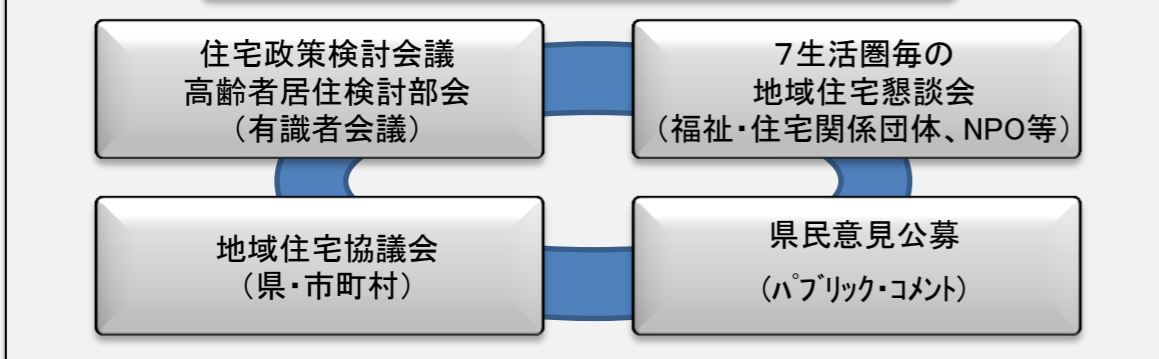 住宅政策検討会議
高齢者居住検討部会
（有識者会議）
７生活圏毎の
地域住宅懇談会
（福祉・住宅関係団体、NPO等）
地域住宅協議会
（県・市町村）
県民意見公募
（ﾊﾟﾌﾞﾘｯｸ・ｺﾒﾝﾄ）